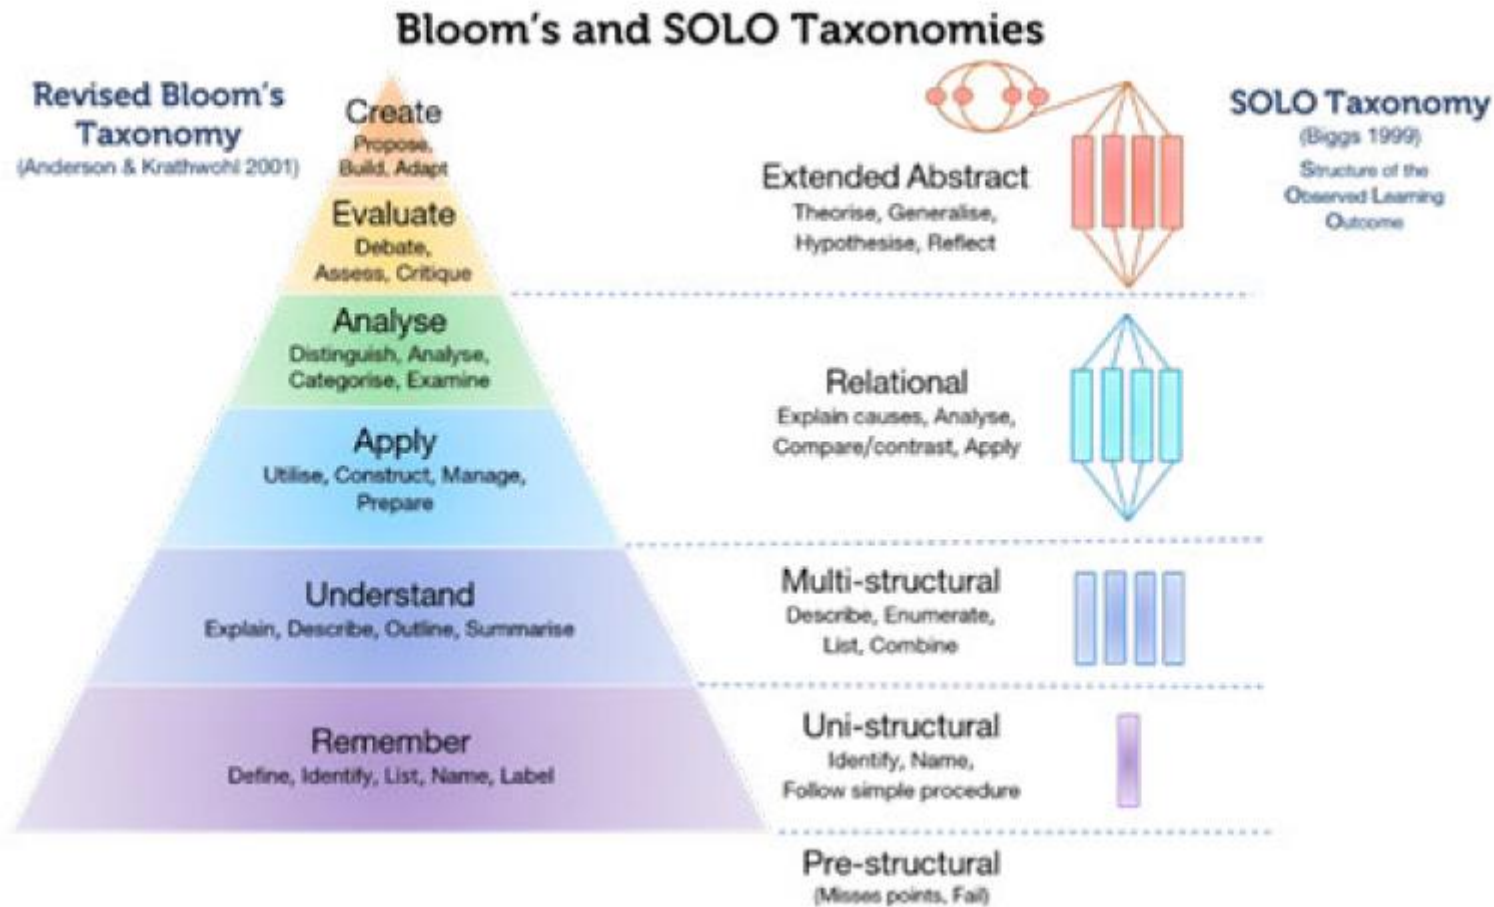 Bloom's and SOLO Taxonomies
Revised Bloom's
Taxonomy
(Anderson & Krathwohl 2001)
Create
Propose,
Build, Adapt
Evaluate
Debate,
Assess, Critique
Analyse
Distinguish, Analyse,
Categorise, Examine
Apply
Utilise, Construct, Manage,
Prepare
Understand
Explain, Describe, Outline, Summarise
Remember
Define, Identify, List, Name, Label
Extended Abstract
Theorise, Generalise,
Hypothesise, Reflect
Relational
Explain causes, Analyse,
Compare/contrast, Apply
Multi-structural
Describe, Enumerate,
List, Combine
Uni-structural
Identify, Name,
Follow simple procedure
Pre-structural
(Misses points, Fail)
SOLO Taxonomy
(Biggs 1999)
Structure of the
Observed Learning
Outcome